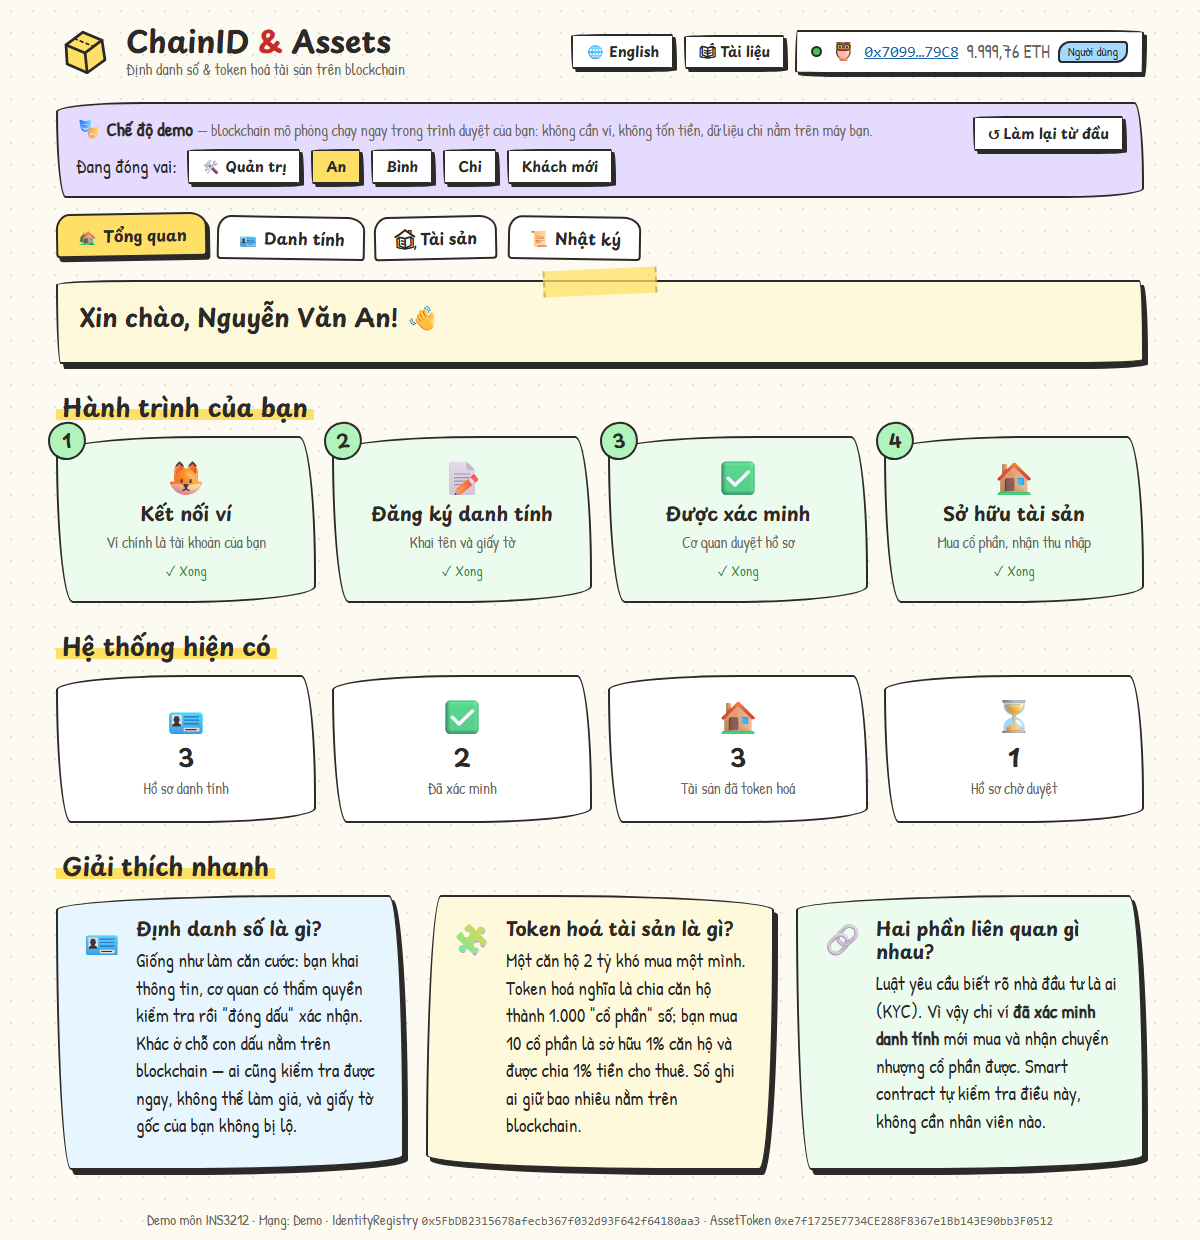 ChainID & Assets
Định danh số & token hoá tài sản trên blockchain
English
Tài liệu
0x7099…79C8 9.999,76 ETH Người dùng
Chế độ demo — blockchain mô phỏng chạy ngay trong trình duyệt của bạn: không cần ví, không tốn tiền, dữ liệu chỉ nằm trên máy bạn.
↺ Làm lại từ đầu
Đang đóng vai: Quản trị An Bình Chi Khách mới
Tổng quan
Danh tính
Tài sản
Nhật ký
Xin chào, Nguyễn Văn An!
Hành trình của bạn
1
Kết nối ví
Ví chính là tài khoản của bạn
✓ Xong
2
Đăng ký danh tính
Khai tên và giấy tờ
✓ Xong
3
Được xác minh
Cơ quan duyệt hồ sơ
✓ Xong
4
Sở hữu tài sản
Mua cổ phần, nhận thu nhập
✓ Xong
Hệ thống hiện có
3
Hồ sơ danh tính
2
Đã xác minh
3
Tài sản đã token hoá
1
Hồ sơ chờ duyệt
Giải thích nhanh
Định danh số là gì?
Giống như làm căn cước: bạn khai
thông tin, cơ quan có thẩm quyền
kiểm tra rồi "đóng dấu" xác nhận.
Khác ở chỗ con dấu nằm trên
blockchain — ai cũng kiểm tra được
ngay, không thể làm giả, và giấy tờ
gốc của bạn không bị lộ.
Token hoá tài sản là gì?
Một căn hộ 2 tỷ khó mua một mình.
Token hoá nghĩa là chia căn hộ
thành 1.000 "cổ phần" số; bạn mua
10 cổ phần là sở hữu 1% căn hộ và
được chia 1% tiền cho thuê. Sổ ghi
ai giữ bao nhiêu nằm trên
blockchain.
Hai phần liên quan gì
nhau?
Luật yêu cầu biết rõ nhà đầu tư là ai
(KYC). Vì vậy chỉ ví đã xác minh
danh tính mới mua và nhận chuyển
nhượng cổ phần được. Smart
contract tự kiểm tra điều này,
không cần nhân viên nào.
Demo môn INS3212 · Mạng: Demo · IdentityRegistry 0x5FbDB2315678afecb367f032d93F642f64180aa3 · AssetToken 0xe7f1725E7734CE288F8367e1Bb143E90bb3F0512